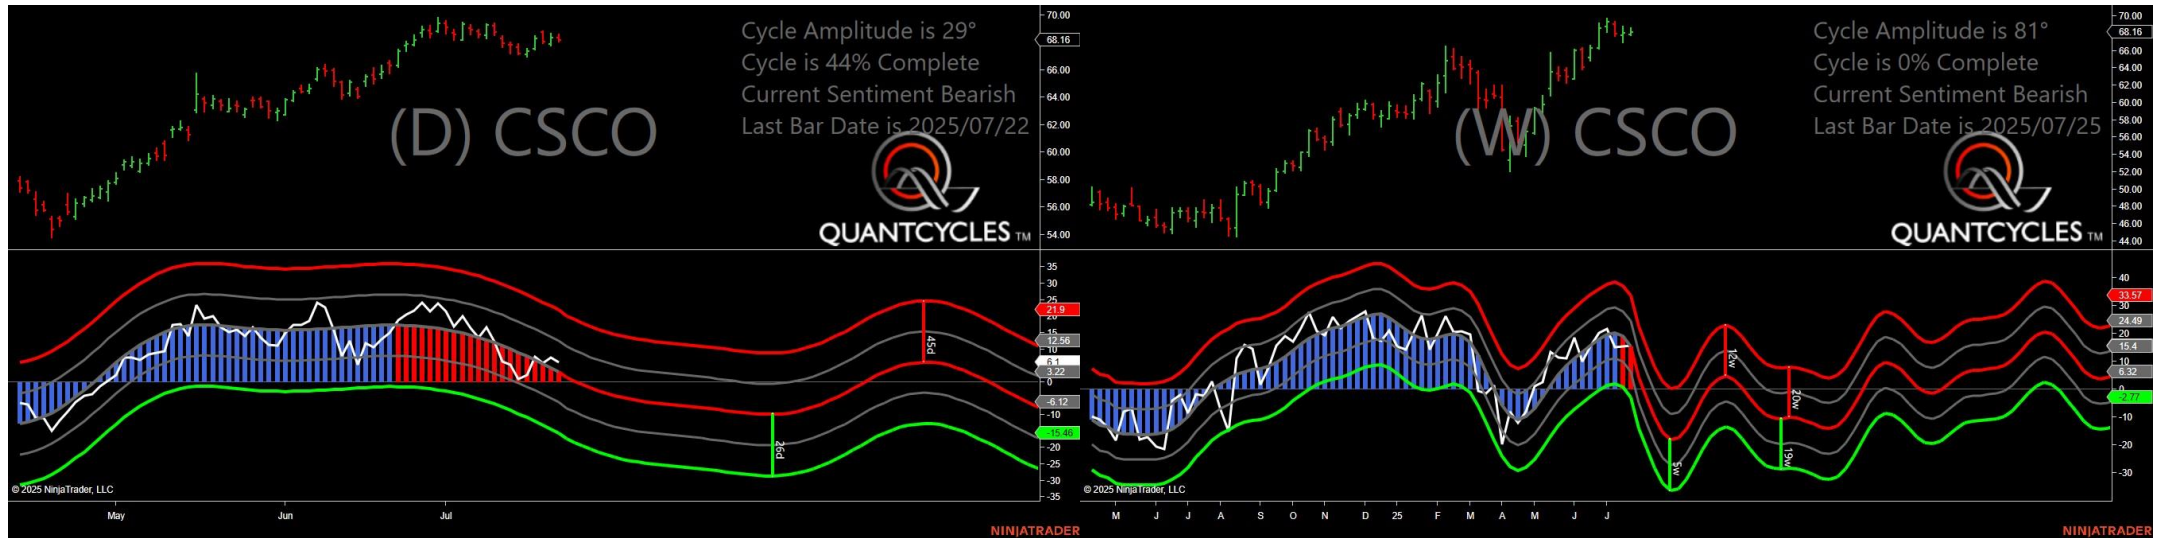 Cycle Amplitude is 29°
Cycle is 44% Complete
Current Sentiment Bearish
Last Bar Date is 2025/07/22
(D) CSCO
QUANTCYCLES TM
70.00
68.16
66.00
64.00
62.00
60.00
58.00
56.00
54.00
35
30
25
21.9
15
12.56
10
6.1
3.22
0
-6.12
-10
-15.46
-20
-25
-30
-35
45d
26d
© 2025 NinjaTrader, LLC
May Jun Jul
NINJATRADER
Cycle Amplitude is 81°
Cycle is 0% Complete
Current Sentiment Bearish
Last Bar Date is 2025/07/25
(W) CSCO
QUANTCYCLES TM
70.00
68.16
66.00
64.00
62.00
60.00
58.00
56.00
54.00
52.00
50.00
48.00
46.00
44.00
40
33.57
24.49
20
15.4
10
6.32
0
-2.77
-10
-20
-30
12w
20w
5w
19w
© 2025 NinjaTrader, LLC
M J J A S O N D 25 F M A M J J
NINJATRADER